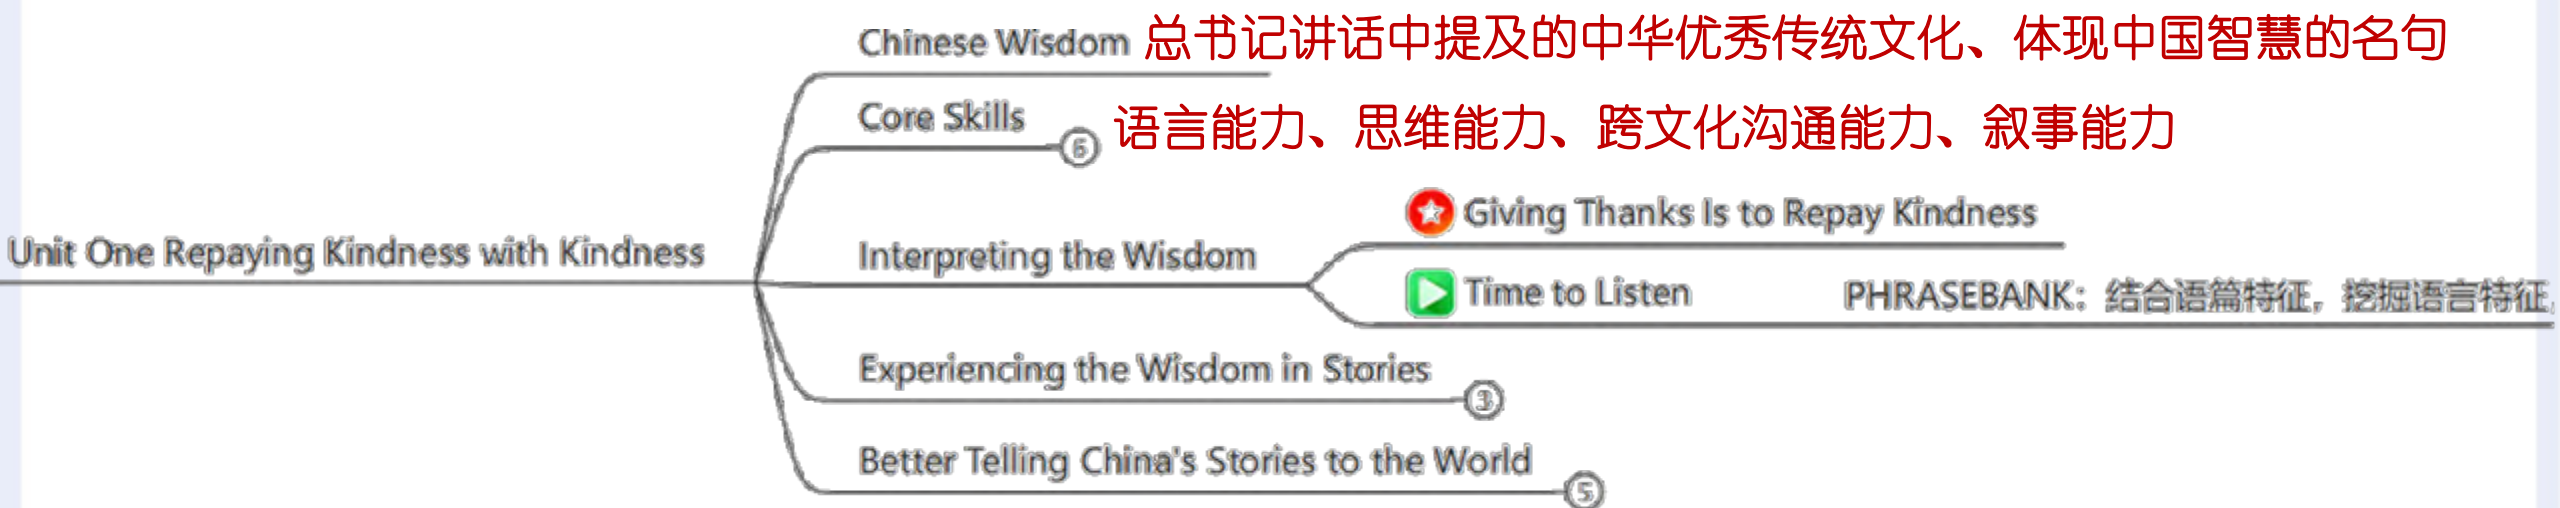 Chinese Wisdom 总书记讲话中提及的中华优秀传统文化、体现中国智慧的名句
Core Skills 6 语言能力、思维能力、跨文化沟通能力、叙事能力
Giving Thanks Is to Repay Kindness
Unit One Repaying Kindness with Kindness
Interpreting the Wisdom
Time to Listen PHRASEBANK：结合语篇特征，挖掘语言特征
Experiencing the Wisdom in Stories 3
Better Telling China's Stories to the World 5